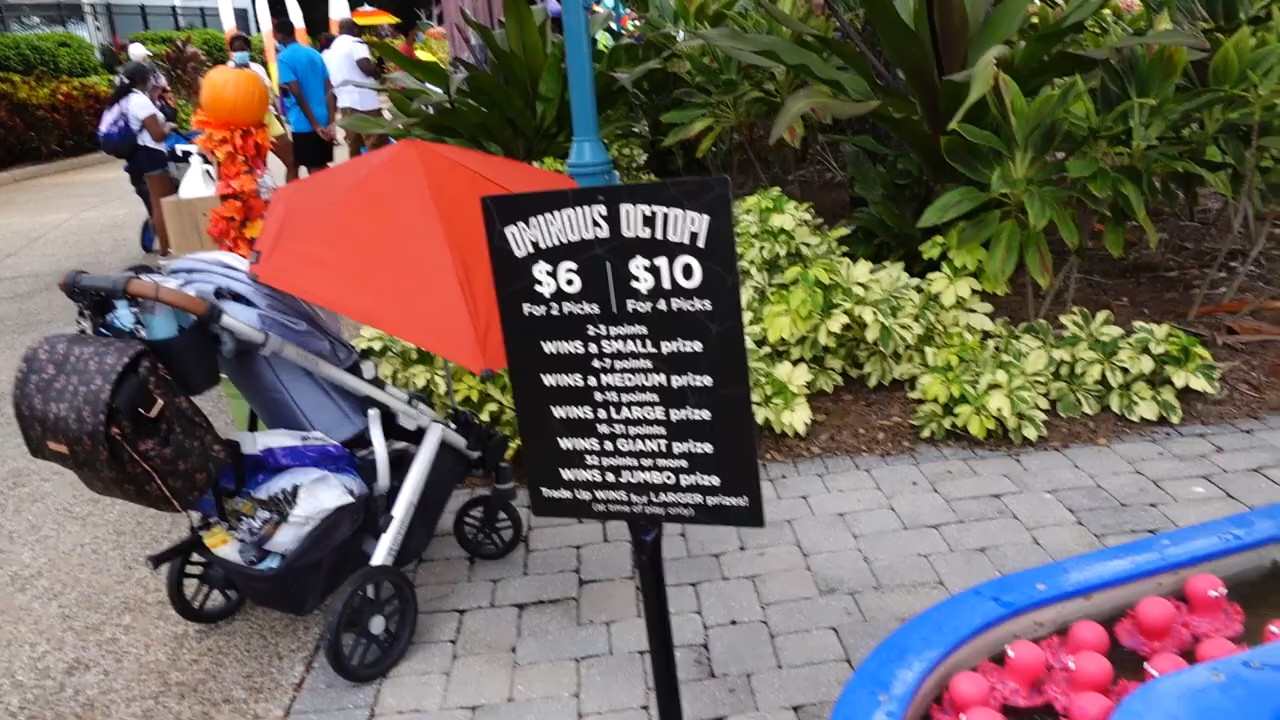 OMINOUS OCTOPI
$6 $10
For 2 Picks For 4 Picks
2-3 points
WINS a SMALL prize
4-7 points
WINS a MEDIUM prize
8-15 points
WINS a LARGE prize
16-31 points
WINS a GIANT prize
32 points or more
WINS a JUMBO prize
Trade Up WINS for LARGER prizes!
(at time of play only)